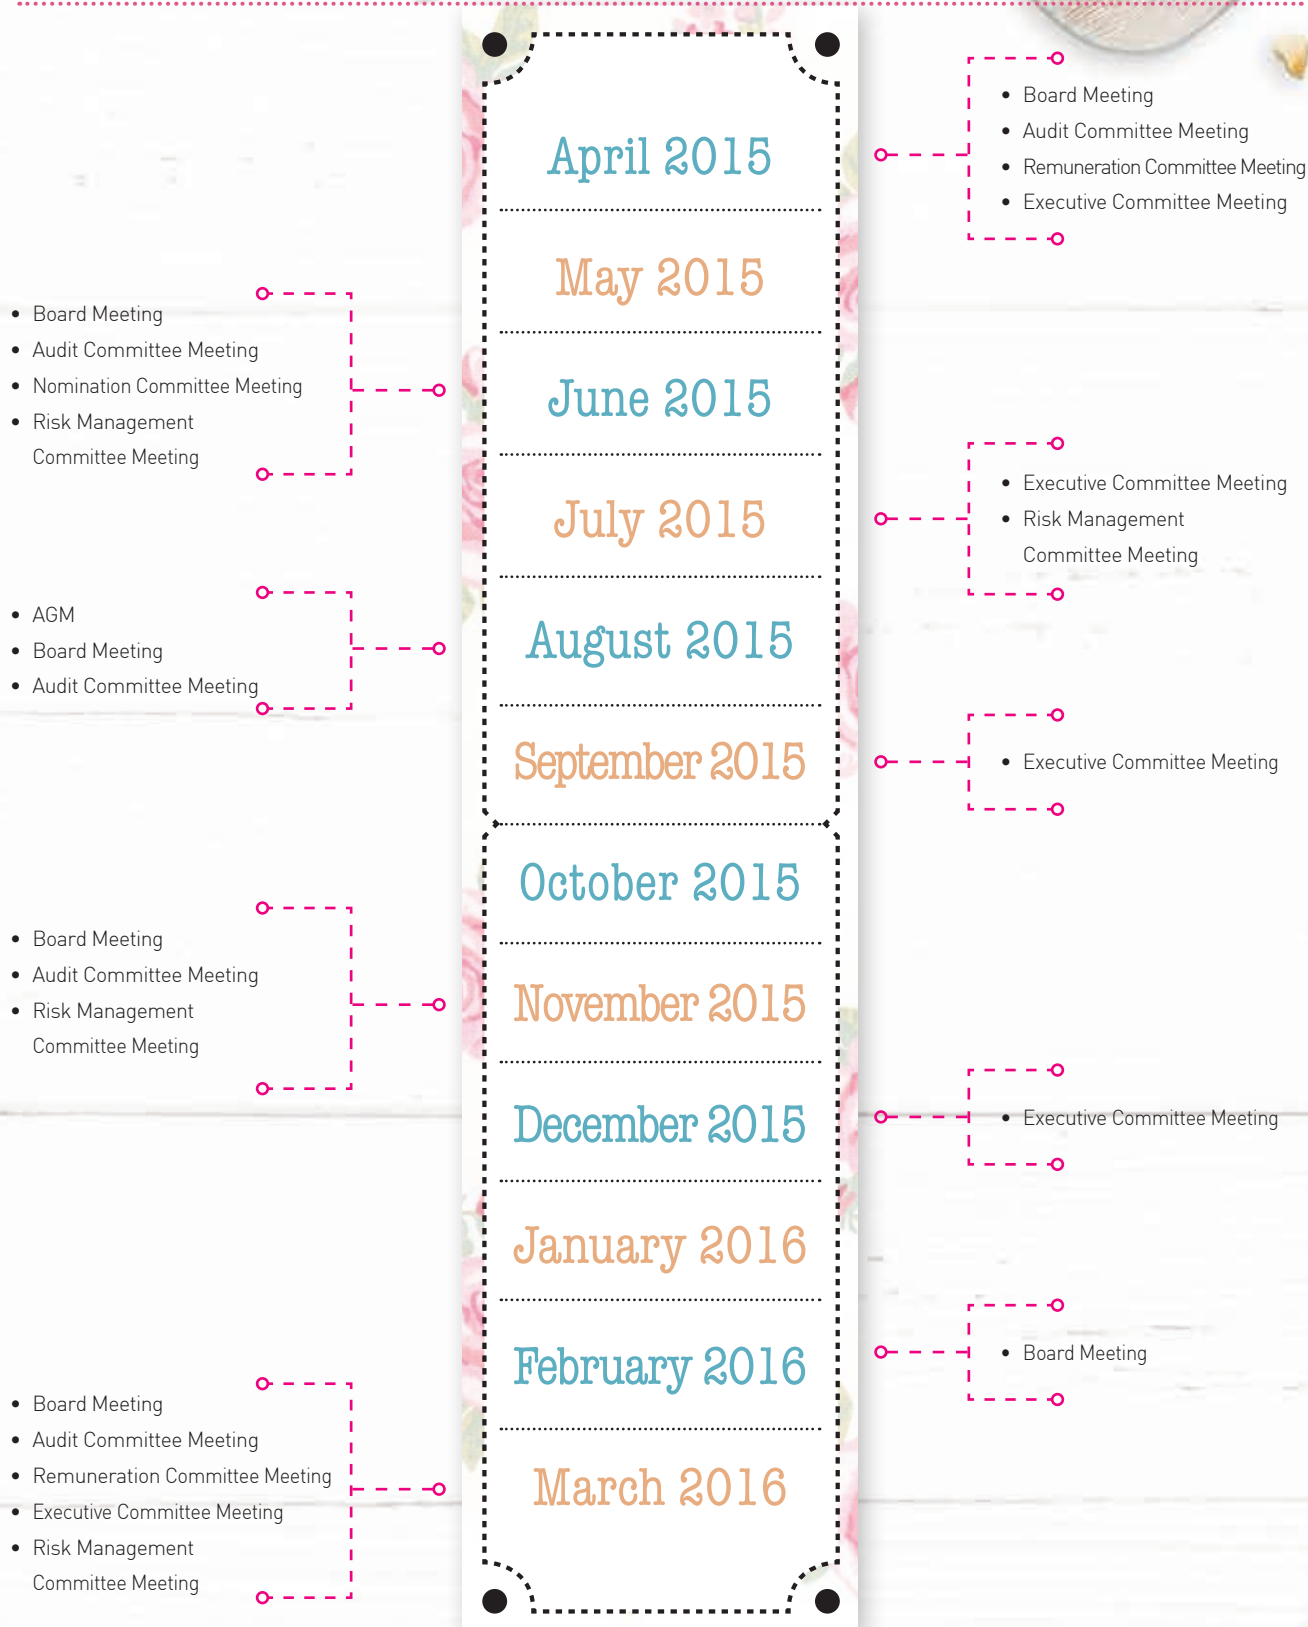 April 2015
• Board Meeting
• Audit Committee Meeting
• Remuneration Committee Meeting
• Executive Committee Meeting
May 2015
June 2015
• Board Meeting
• Audit Committee Meeting
• Nomination Committee Meeting
• Risk Management
Committee Meeting
July 2015
• Executive Committee Meeting
• Risk Management
Committee Meeting
August 2015
• AGM
• Board Meeting
• Audit Committee Meeting
September 2015
• Executive Committee Meeting
October 2015
November 2015
• Board Meeting
• Audit Committee Meeting
• Risk Management
Committee Meeting
December 2015
• Executive Committee Meeting
January 2016
February 2016
• Board Meeting
March 2016
• Board Meeting
• Audit Committee Meeting
• Remuneration Committee Meeting
• Executive Committee Meeting
• Risk Management
Committee Meeting